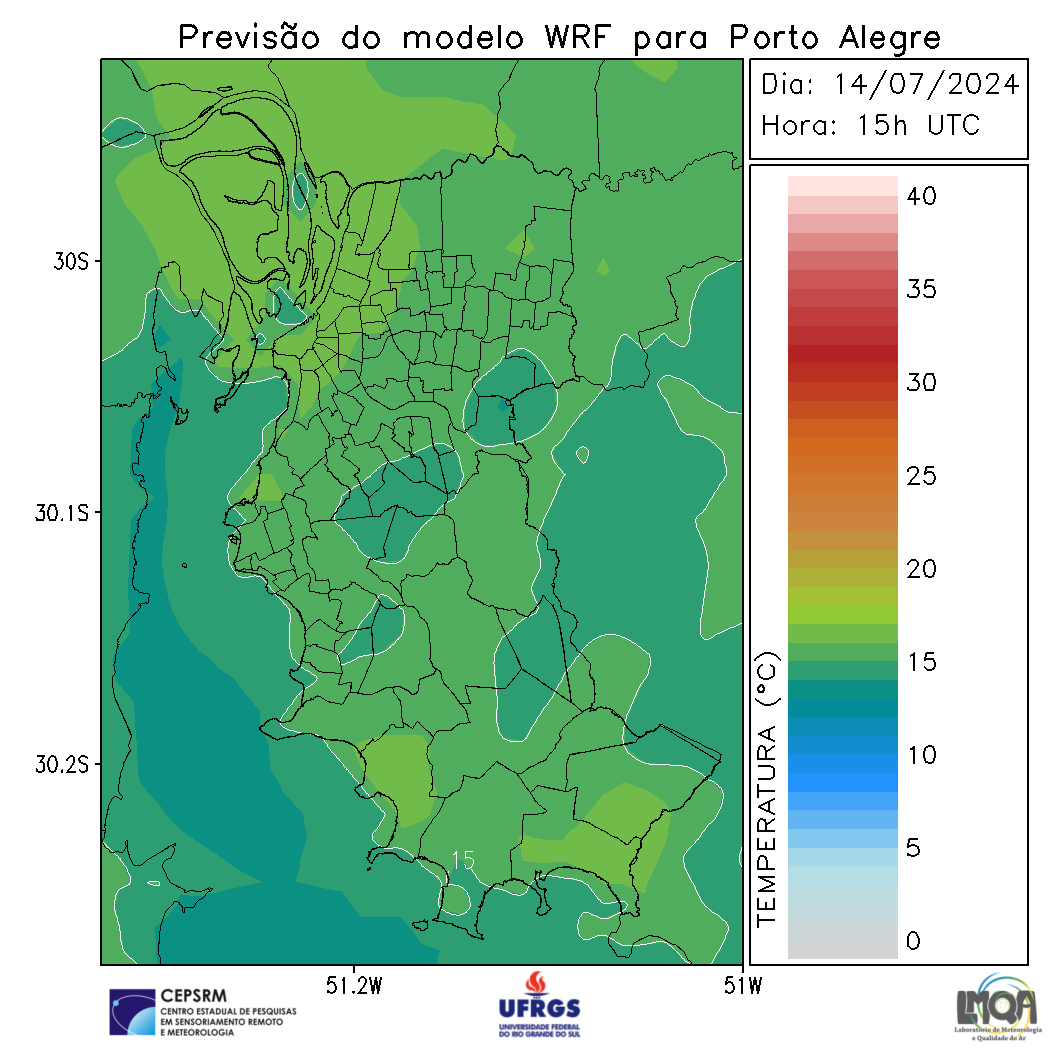 Previsão do modelo WRF para Porto Alegre
Dia: 14/07/2024
Hora: 15h UTC
40
35
30
25
20
15
10
5
0
TEMPERATURA (°C)
30S
30.1S
30.2S
15
51.2W
51W
CEPSRM
CENTRO ESTADUAL DE PESQUISAS
EM SENSORIAMENTO REMOTO
E METEOROLOGIA
UFRGS
UNIVERSIDADE FEDERAL
DO RIO GRANDE DO SUL
LMQA
Laboratório de Meteorologia
e Qualidade do Ar